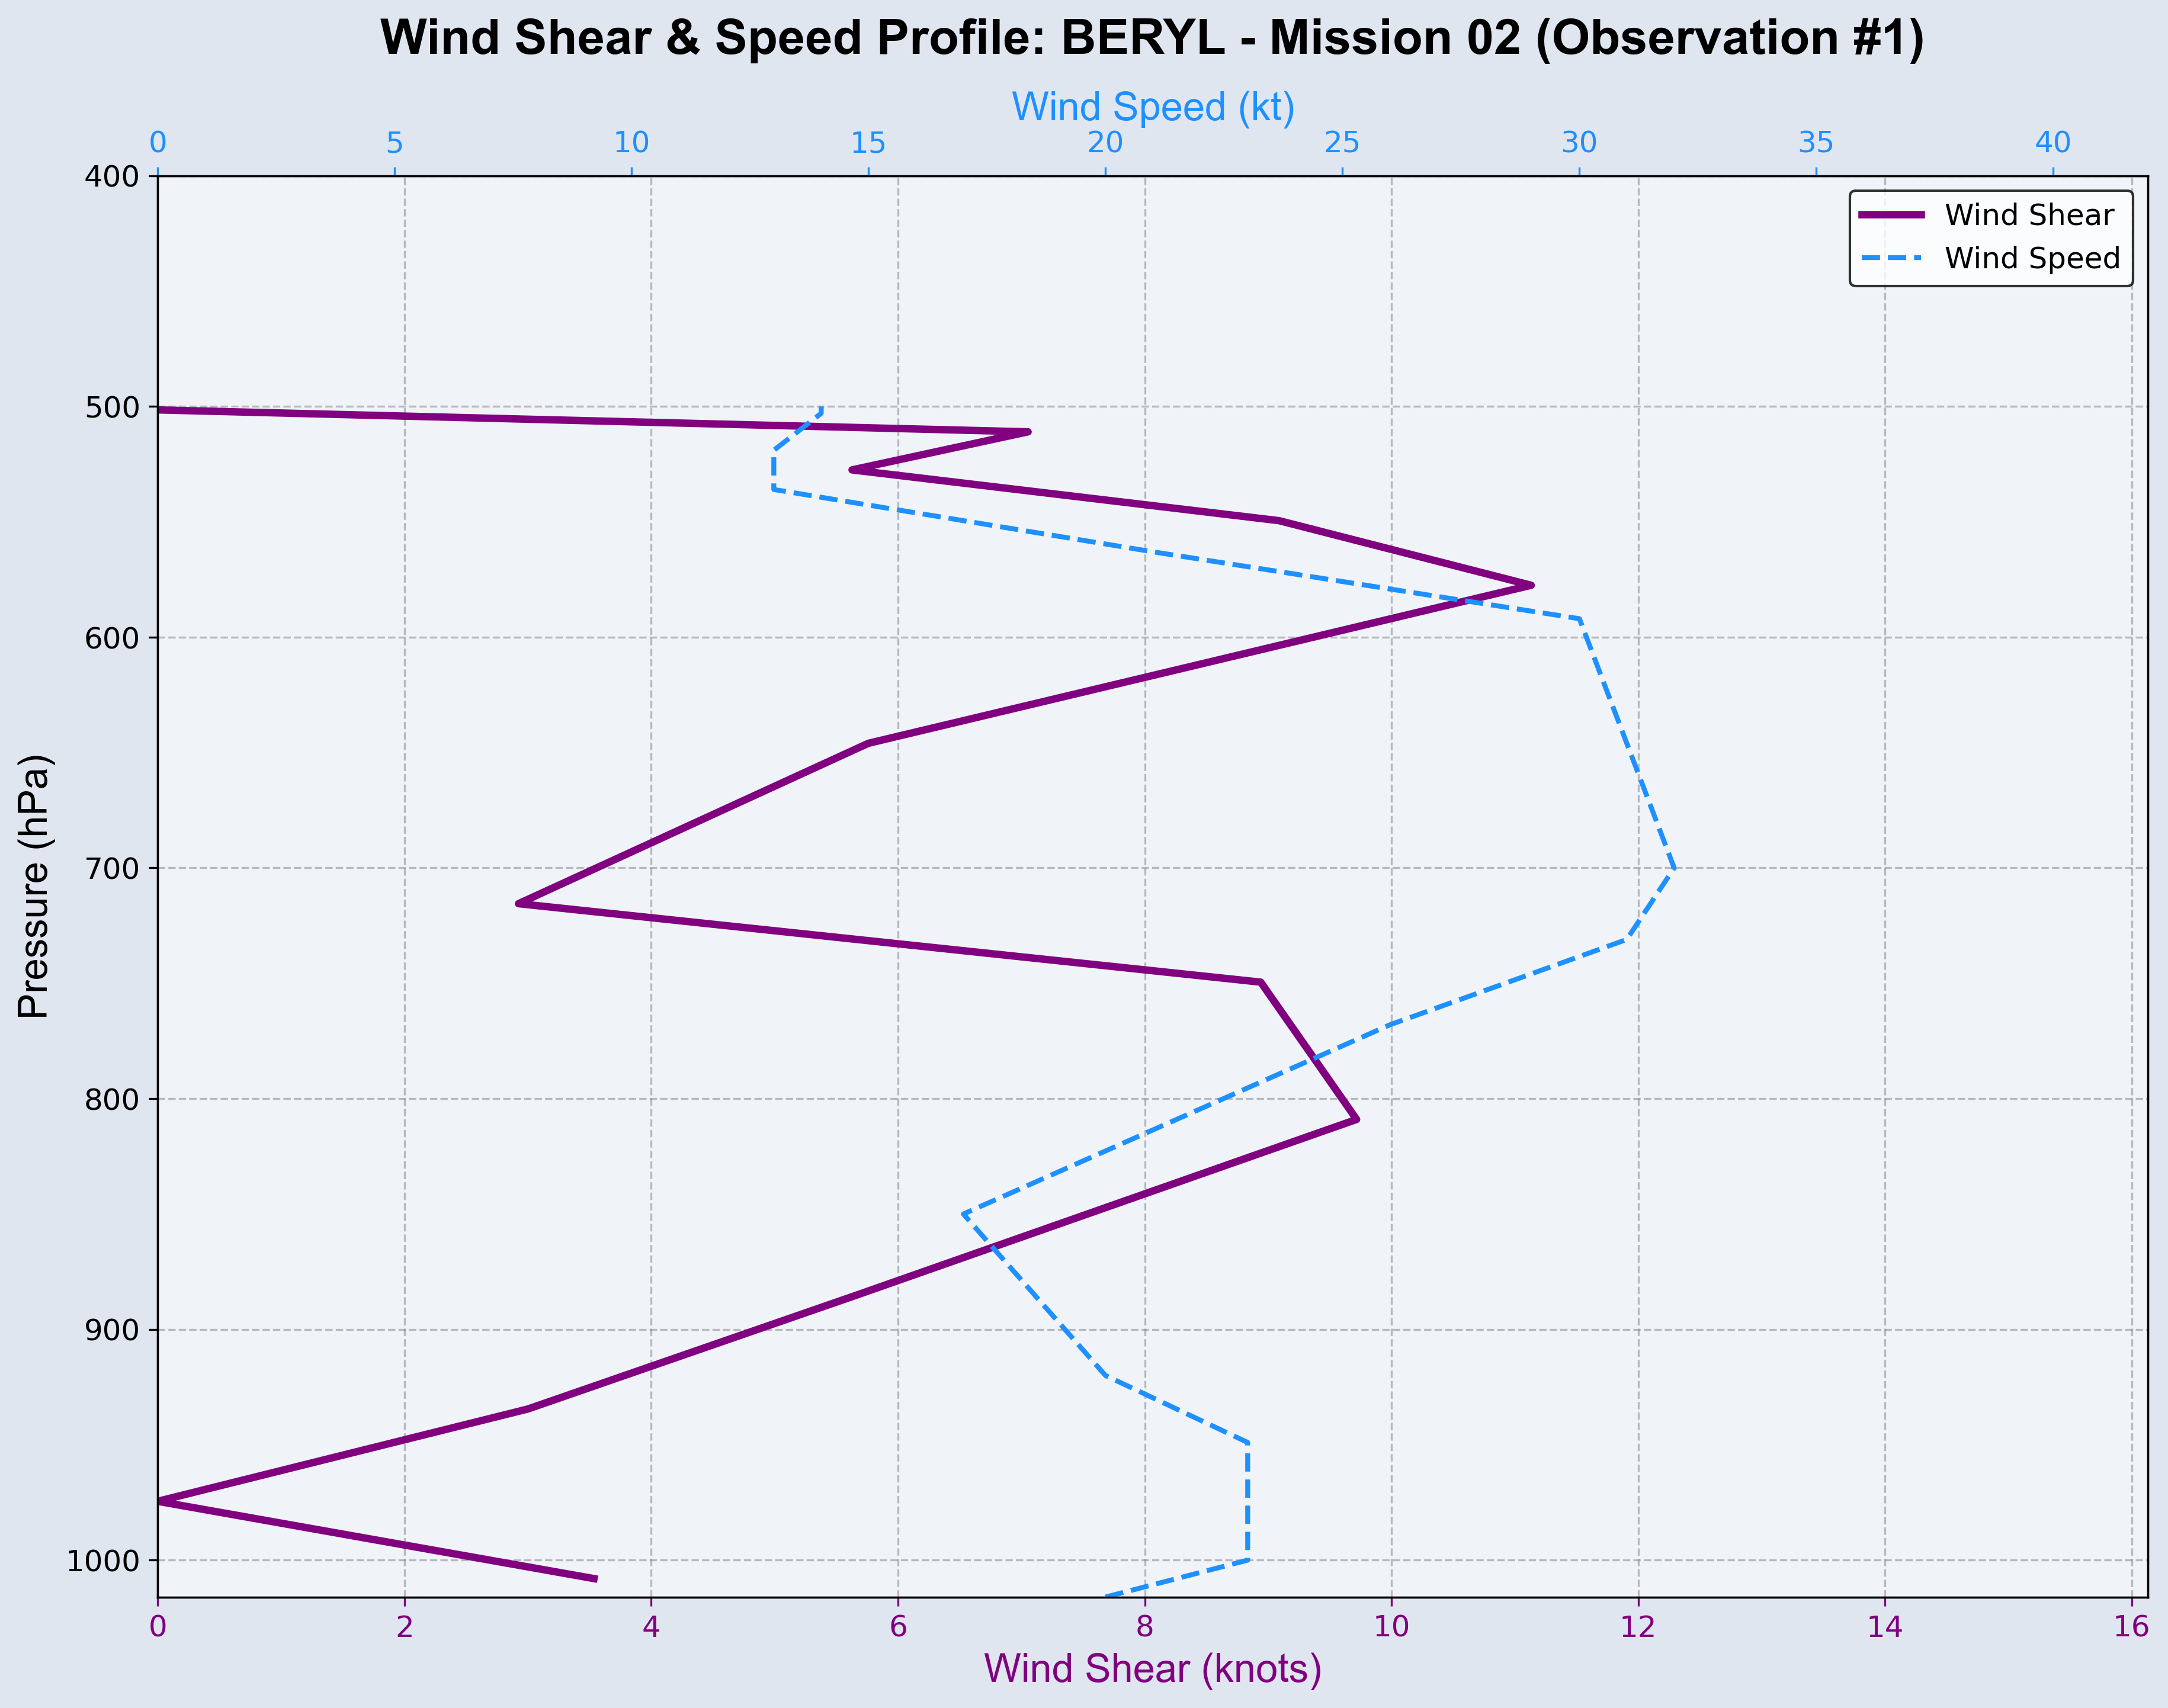 Wind Shear & Speed Profile: BERYL - Mission 02 (Observation #1)
Wind Speed (kt)
0 5 10 15 20 25 30 35 40
Wind Shear
Wind Speed
400
500
600
700
800
900
1000
Pressure (hPa)
0 2 4 6 8 10 12 14 16
Wind Shear (knots)